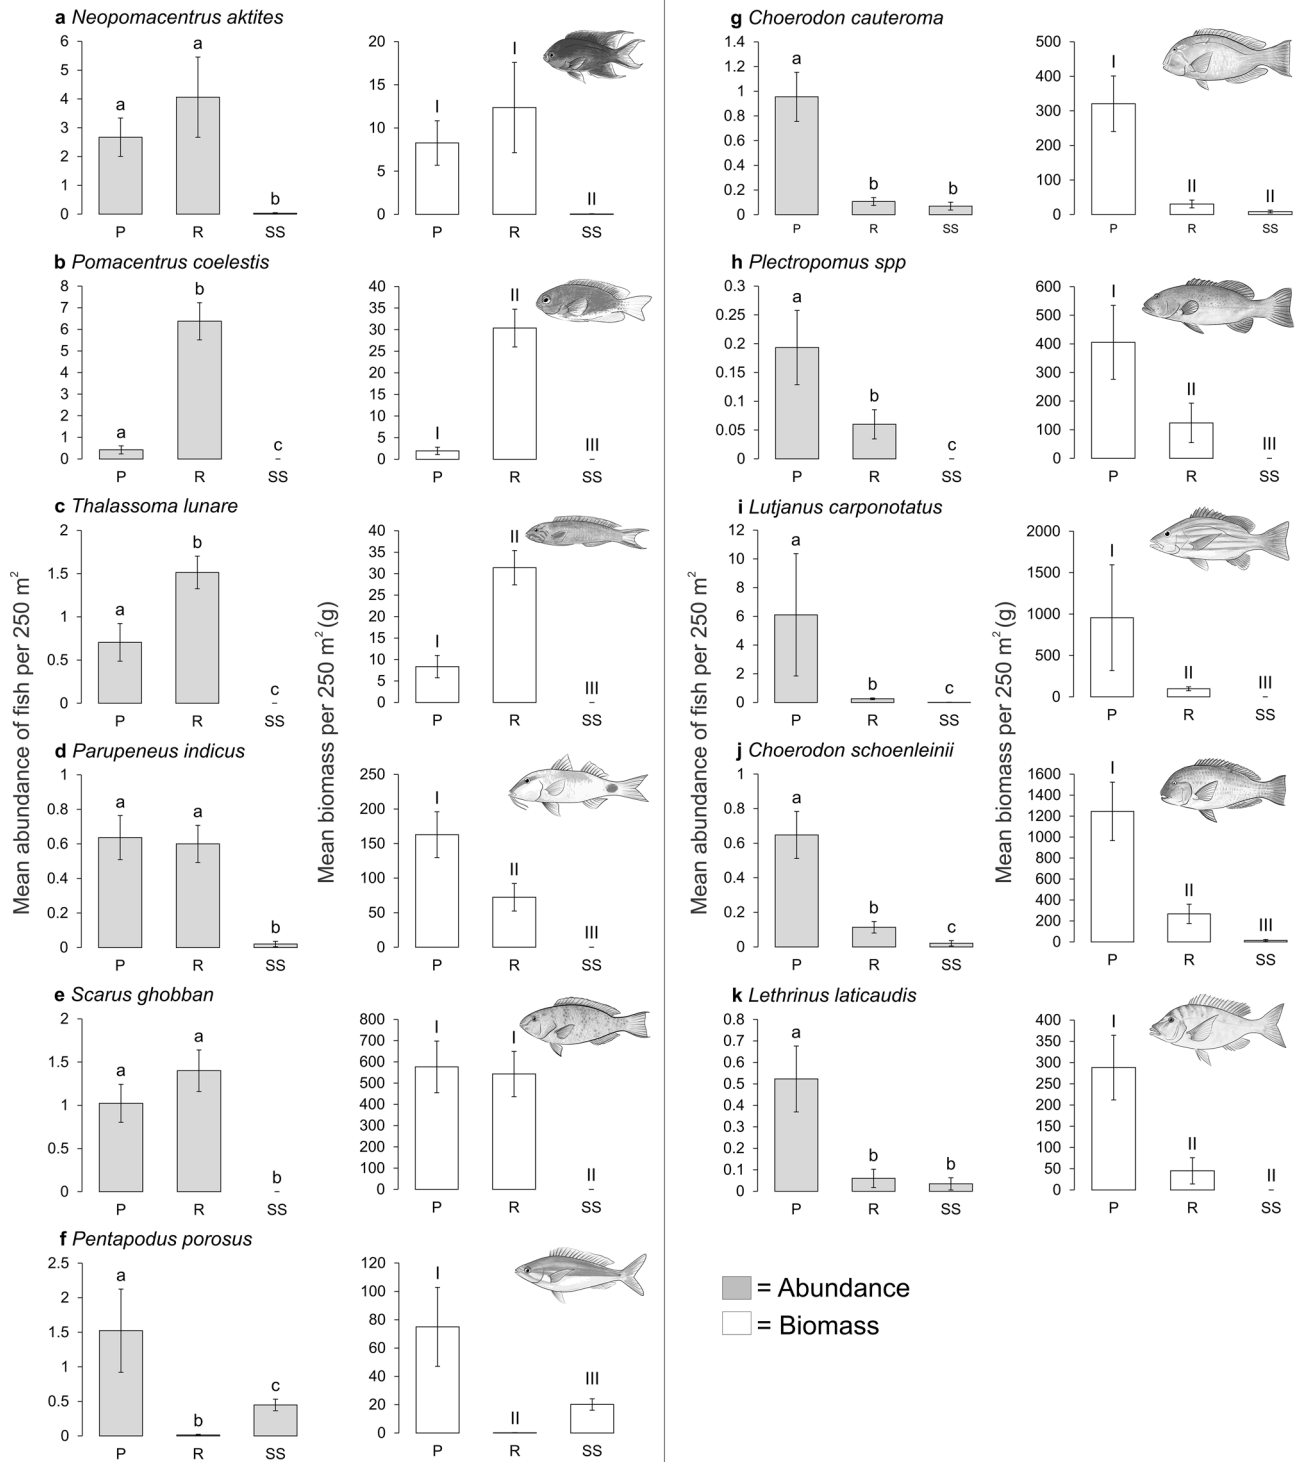 a Neopomacentrus aktites
6
5
4
3
2
1
0
a
a
b
P
R
SS
20
15
10
5
0
I
I
II
P
R
SS
b Pomacentrus coelestis
8
7
6
5
4
3
2
1
0
a
b
c
P
R
SS
40
35
30
25
20
15
10
5
0
I
II
III
P
R
SS
c Thalassoma lunare
2
1.5
1
0.5
0
a
b
c
P
R
SS
40
35
30
25
20
15
10
5
0
I
II
III
P
R
SS
Mean abundance of fish per 250 m²
Mean biomass per 250 m² (g)
d Parupeneus indicus
1
0.8
0.6
0.4
0.2
0
a
a
b
P
R
SS
250
200
150
100
50
0
I
II
III
P
R
SS
e Scarus ghobban
2
1.5
1
0.5
0
a
a
b
P
R
SS
800
700
600
500
400
300
200
100
0
I
I
II
P
R
SS
f Pentapodus porosus
2.5
2
1.5
1
0.5
0
a
b
c
P
R
SS
120
100
80
60
40
20
0
I
II
III
P
R
SS
g Choerodon cauteroma
1.4
1.2
1
0.8
0.6
0.4
0.2
0
a
b
b
P
R
SS
500
400
300
200
100
0
I
II
II
P
R
SS
h Plectropomus spp
0.3
0.25
0.2
0.15
0.1
0.05
0
a
b
c
P
R
SS
600
500
400
300
200
100
0
I
II
III
P
R
SS
i Lutjanus carponotatus
12
10
8
6
4
2
0
a
b
c
P
R
SS
2000
1500
1000
500
0
I
II
III
P
R
SS
Mean abundance of fish per 250 m²
Mean biomass per 250 m² (g)
j Choerodon schoenleinii
1
0.8
0.6
0.4
0.2
0
a
b
c
P
R
SS
1600
1400
1200
1000
800
600
400
200
0
I
II
III
P
R
SS
k Lethrinus laticaudis
0.8
0.7
0.6
0.5
0.4
0.3
0.2
0.1
0
a
b
b
P
R
SS
400
350
300
250
200
150
100
50
0
I
II
II
P
R
SS
= Abundance
= Biomass